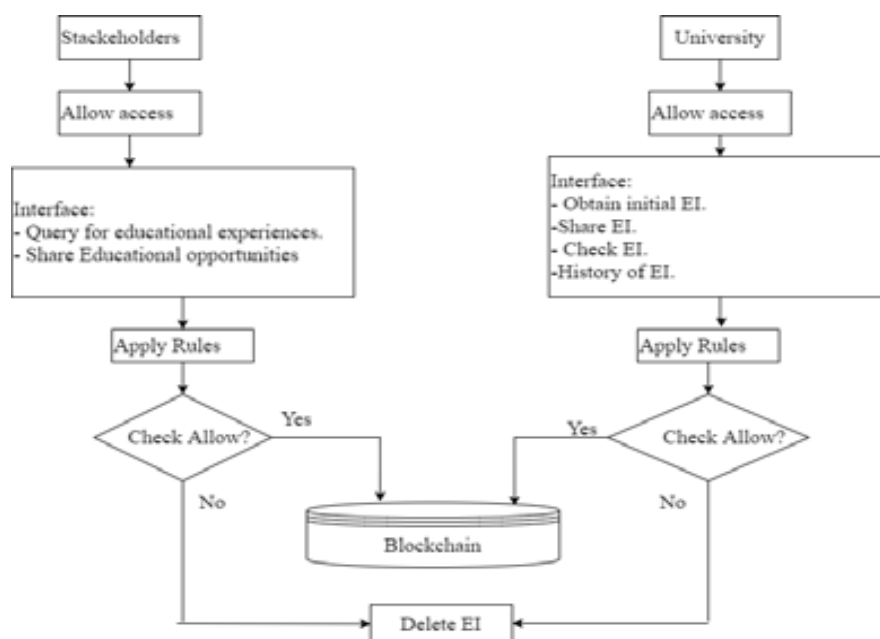 Stackeholders
University
Allow access
Allow access
Interface:
- Query for educational experiences.
- Share Educational opportunities
Interface:
- Obtain initial EI.
-Share EI.
- Check EI.
-History of EI.
Apply Rules
Apply Rules
Check Allow?
Yes
Yes
Check Allow?
No
No
Blockchain
Delete EI